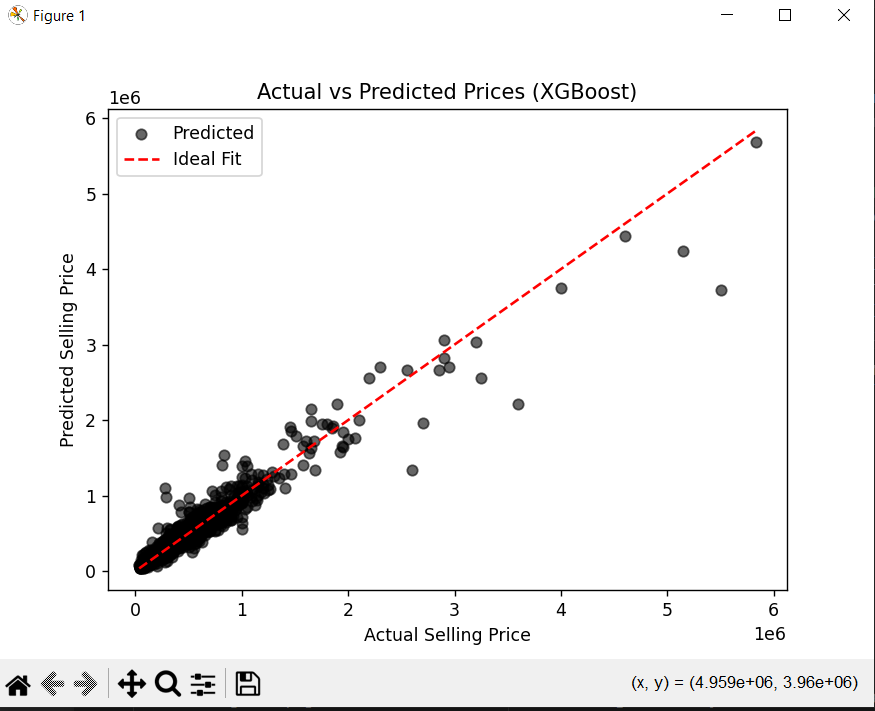 Figure 1
Actual vs Predicted Prices (XGBoost)
1e6
Predicted
Ideal Fit
6
5
4
3
2
1
0
Predicted Selling Price
0 1 2 3 4 5 6
Actual Selling Price
1e6
(x, y) = (4.959e+06, 3.96e+06)